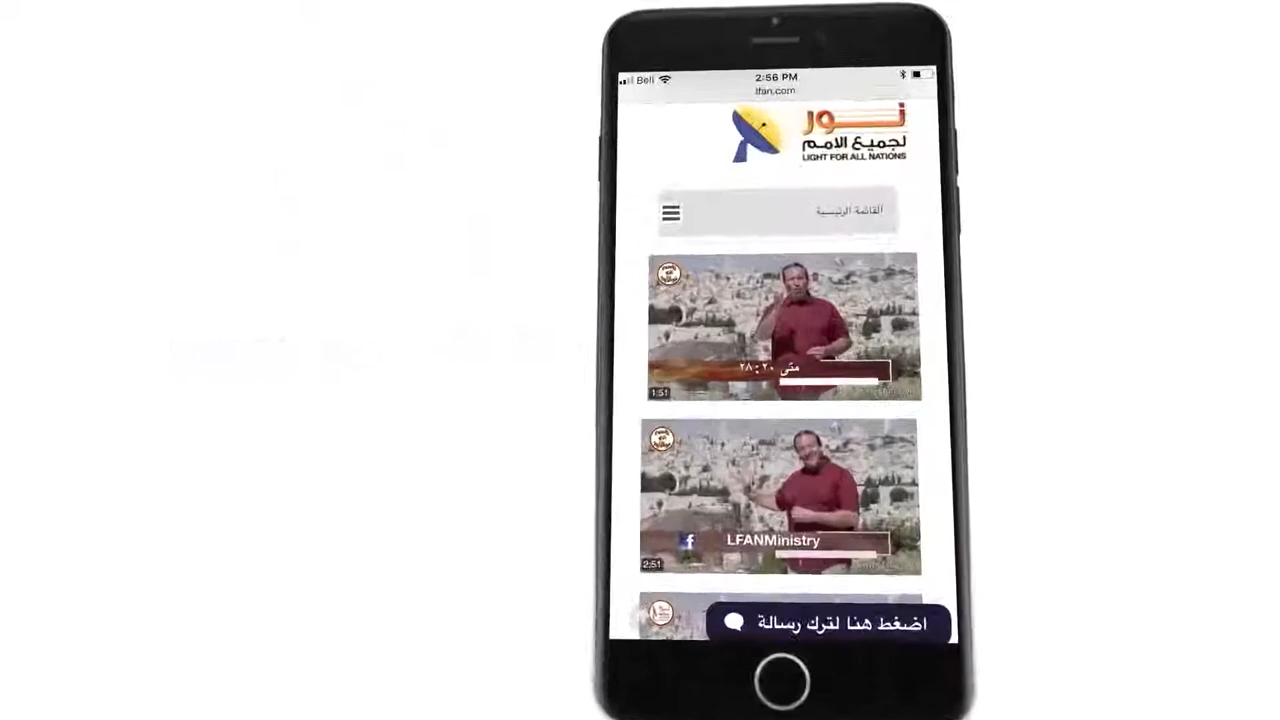 Bell
2:56 PM
lfan.com
نور
لجميع الامم
LIGHT FOR ALL NATIONS
القائمة الرئيسية
متى ٢٠ : ٢٨
1:51
LFANMinistry
2:51
اضغط هنا لترك رسالة